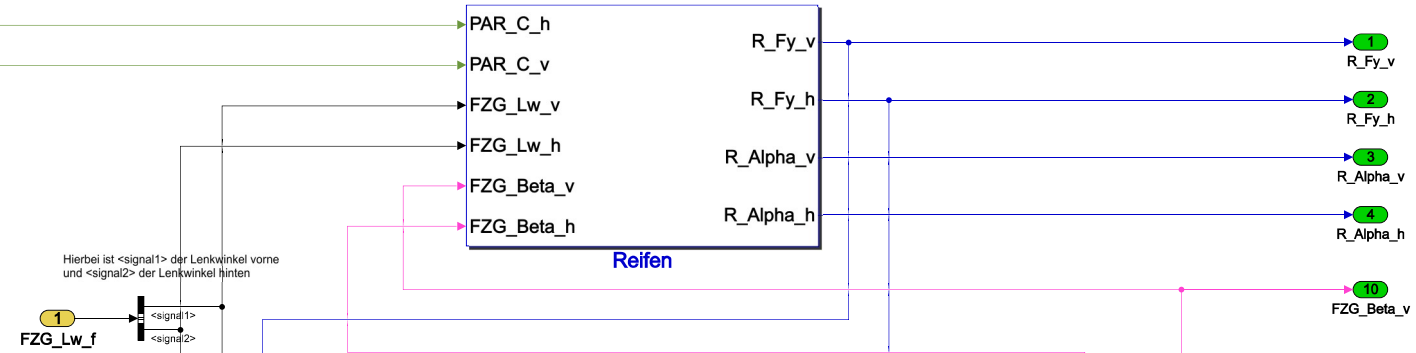 PAR_C_h
PAR_C_v
FZG_Lw_v
FZG_Lw_h
FZG_Beta_v
FZG_Beta_h
R_Fy_v
R_Fy_h
R_Alpha_v
R_Alpha_h
Reifen
1
R_Fy_v
2
R_Fy_h
3
R_Alpha_v
4
R_Alpha_h
10
FZG_Beta_v
Hierbei ist <signal1> der Lenkwinkel vorne
und <signal2> der Lenkwinkel hinten
1
FZG_Lw_f
<signal1>
<signal2>